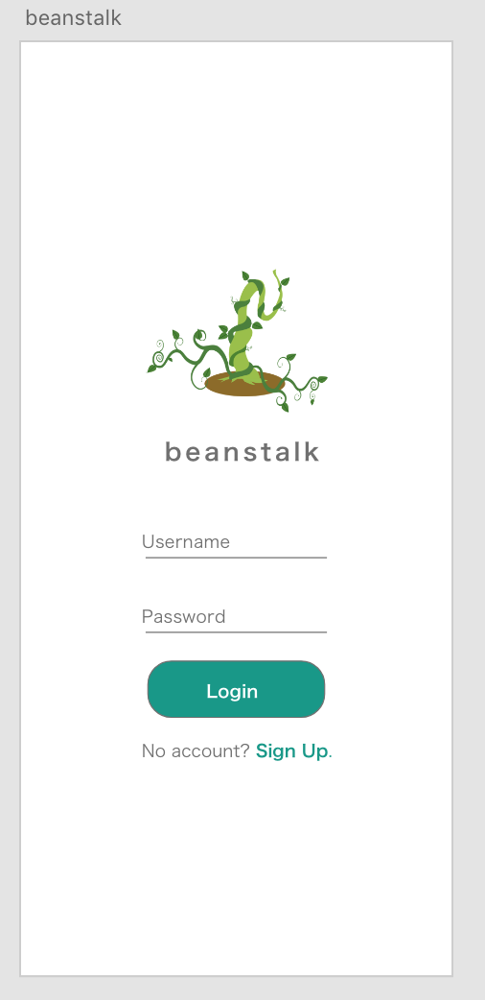 beanstalk
beanstalk
Username
Password
Login
No account? Sign Up.